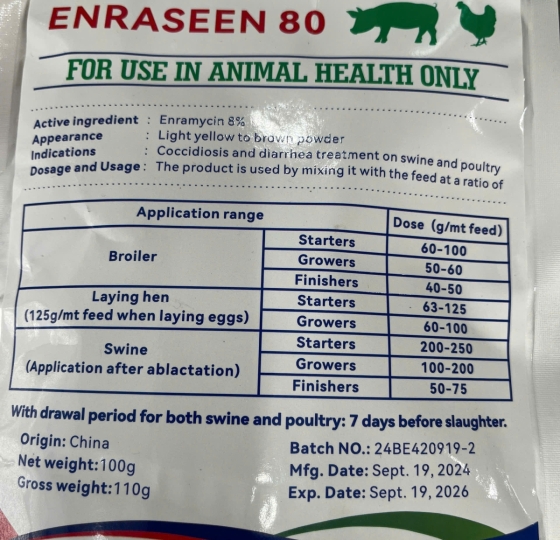 ENRASEEN 80
FOR USE IN ANIMAL HEALTH ONLY
Active ingredient : Enramycin 8%
Appearance : Light yellow to brown powder
Indications : Coccidiosis and diarrhea treatment on swine and poultry
Dosage and Usage : The product is used by mixing it with the feed at a ratio of
Application range Dose (g/mt feed)
Broiler Starters 60-100
Growers 50-60
Finishers 40-50
Laying hen
(125g/mt feed when laying eggs) Starters 63-125
Growers 60-100
Swine
(Application after ablactation) Starters 200-250
Growers 100-200
Finishers 50-75
With drawal period for both swine and poultry: 7 days before slaughter.
Origin: China
Net weight:100g
Gross weight:110g
Batch NO.: 24BE420919-2
Mfg. Date: Sept. 19, 2024
Exp. Date: Sept. 19, 2026